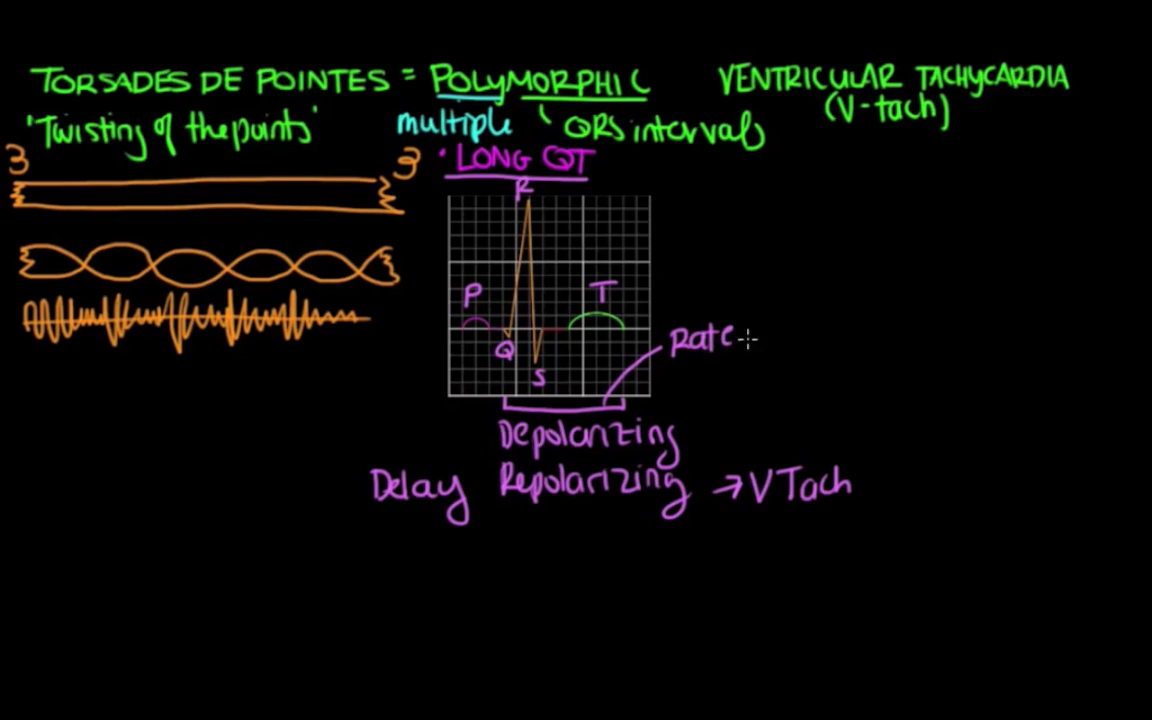 TORSADES DE POINTES = POLYMORPHIC VENTRICULAR TACHYCARDIA
(V-tach)
'Twisting of the points' multiple QRS intervals
• LONG QT
R
P T
Q
S
Rate
Depolarizing
Delay Repolarizing → V Tach